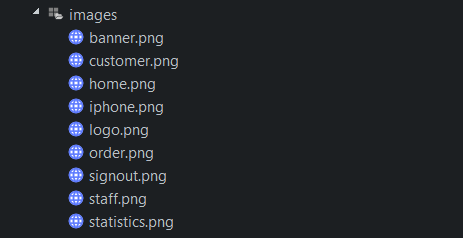 images
banner.png
customer.png
home.png
iphone.png
logo.png
order.png
signout.png
staff.png
statistics.png